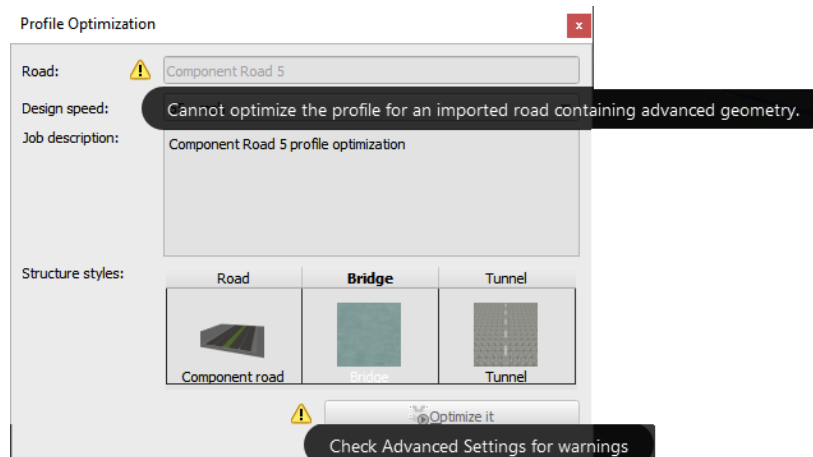 Profile Optimization
x
Road:
Component Road 5
Design speed:
Cannot optimize the profile for an imported road containing advanced geometry.
Job description:
Component Road 5 profile optimization
Structure styles:
Road Bridge Tunnel
Component road Bridge Tunnel
Optimize it
Check Advanced Settings for warnings